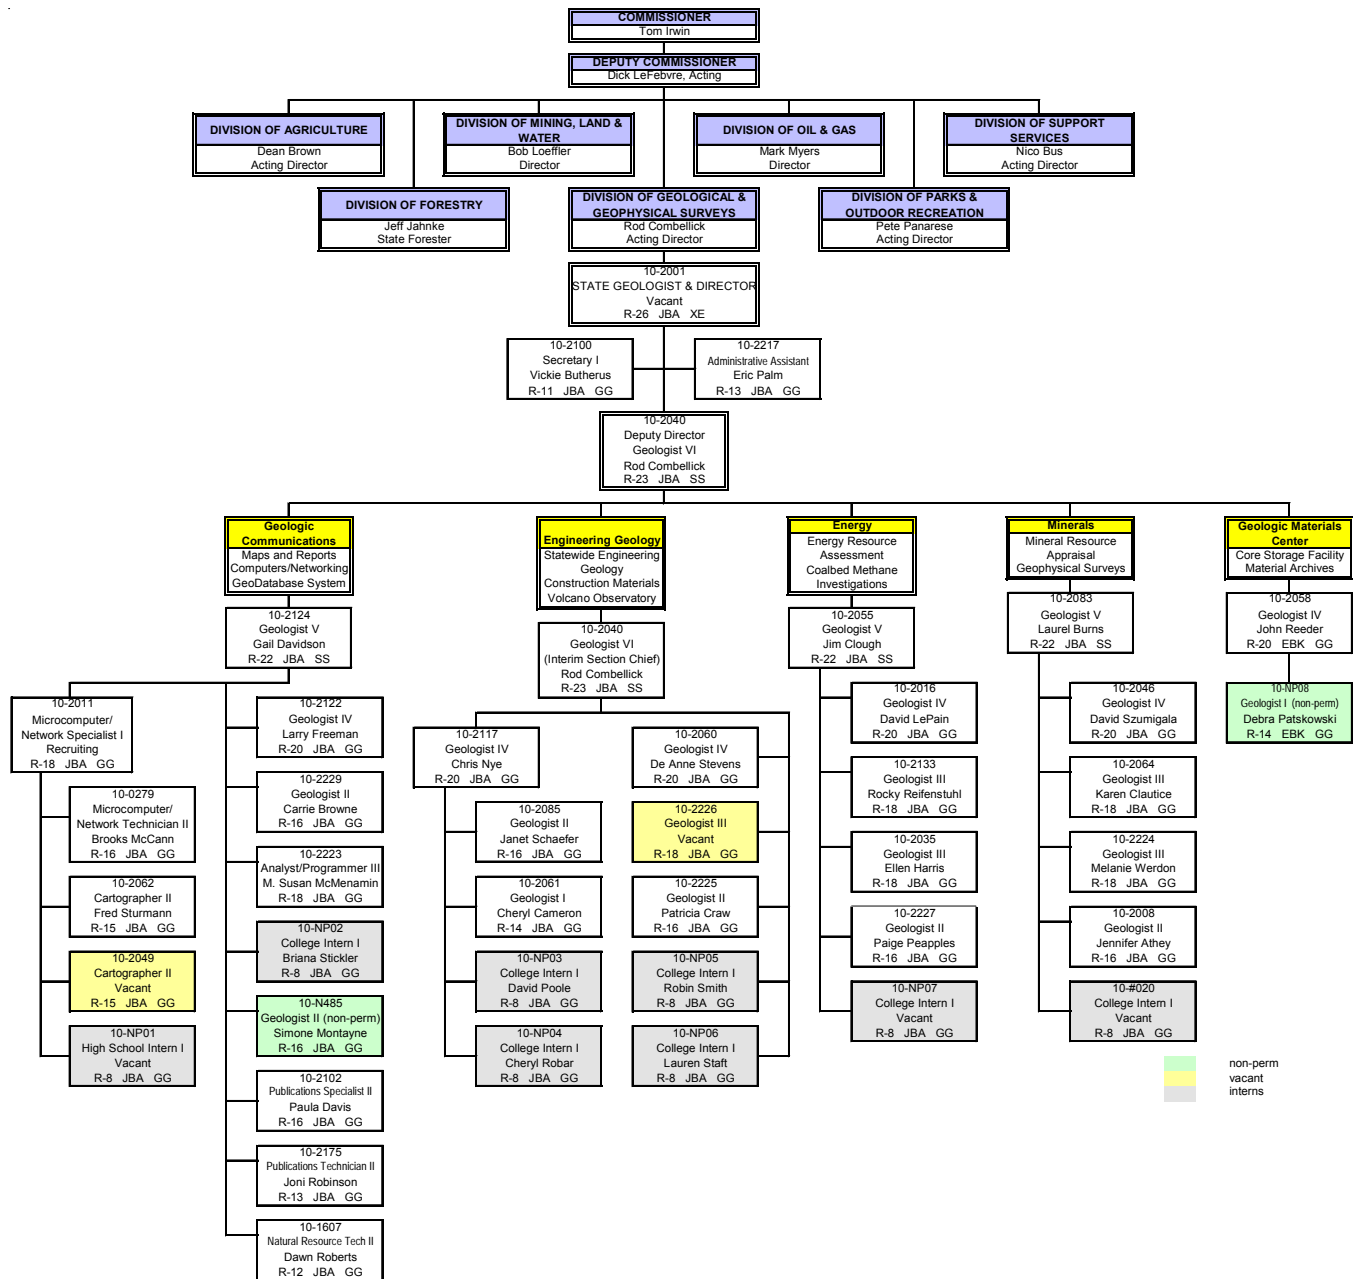 COMMISSIONER
Tom Irwin
DEPUTY COMMISSIONER
Dick LeFebvre, Acting
DIVISION OF AGRICULTURE
Dean Brown
Acting Director
DIVISION OF MINING, LAND &
WATER
Bob Loeffler
Director
DIVISION OF OIL & GAS
Mark Myers
Director
DIVISION OF SUPPORT
SERVICES
Nico Bus
Acting Director
DIVISION OF FORESTRY
Jeff Jahnke
State Forester
DIVISION OF GEOLOGICAL &
GEOPHYSICAL SURVEYS
Rod Combellick
Acting Director
DIVISION OF PARKS &
OUTDOOR RECREATION
Pete Panarese
Acting Director
10-2001
STATE GEOLOGIST & DIRECTOR
Vacant
R-26 JBA XE
10-2100
Secretary I
Vickie Butherus
R-11 JBA GG
10-2217
Administrative Assistant
Eric Palm
R-13 JBA GG
10-2040
Deputy Director
Geologist VI
Rod Combellick
R-23 JBA SS
Geologic
Communications
Maps and Reports
Computers/Networking
GeoDatabase System
10-2124
Geologist V
Gail Davidson
R-22 JBA SS
10-2011
Microcomputer/
Network Specialist I
Recruiting
R-18 JBA GG
10-0279
Microcomputer/
Network Technician II
Brooks McCann
R-16 JBA GG
10-2062
Cartographer II
Fred Sturmann
R-15 JBA GG
10-2049
Cartographer II
Vacant
R-15 JBA GG
10-NP01
High School Intern I
Vacant
R-8 JBA GG
10-2122
Geologist IV
Larry Freeman
R-20 JBA GG
10-2229
Geologist II
Carrie Browne
R-16 JBA GG
10-2223
Analyst/Programmer III
M. Susan McMenamin
R-18 JBA GG
10-NP02
College Intern I
Briana Stickler
R-8 JBA GG
10-N485
Geologist II (non-perm)
Simone Montayne
R-16 JBA GG
10-2102
Publications Specialist II
Paula Davis
R-16 JBA GG
10-2175
Publications Technician II
Joni Robinson
R-13 JBA GG
10-1607
Natural Resource Tech II
Dawn Roberts
R-12 JBA GG
Engineering Geology
Statewide Engineering
Geology
Construction Materials
Volcano Observatory
10-2040
Geologist VI
(Interim Section Chief)
Rod Combellick
R-23 JBA SS
10-2117
Geologist IV
Chris Nye
R-20 JBA GG
10-2085
Geologist II
Janet Schaefer
R-16 JBA GG
10-2061
Geologist I
Cheryl Cameron
R-14 JBA GG
10-NP03
College Intern I
David Poole
R-8 JBA GG
10-NP04
College Intern I
Cheryl Robar
R-8 JBA GG
10-2060
Geologist IV
De Anne Stevens
R-20 JBA GG
10-2226
Geologist III
Vacant
R-18 JBA GG
10-2225
Geologist II
Patricia Craw
R-16 JBA GG
10-NP05
College Intern I
Robin Smith
R-8 JBA GG
10-NP06
College Intern I
Lauren Staft
R-8 JBA GG
Energy
Energy Resource
Assessment
Coalbed Methane
Investigations
10-2055
Geologist V
Jim Clough
R-22 JBA SS
10-2016
Geologist IV
David LePain
R-20 JBA GG
10-2133
Geologist III
Rocky Reifenstuhl
R-18 JBA GG
10-2035
Geologist III
Ellen Harris
R-18 JBA GG
10-2227
Geologist II
Paige Peapples
R-16 JBA GG
10-NP07
College Intern I
Vacant
R-8 JBA GG
Minerals
Mineral Resource
Appraisal
Geophysical Surveys
10-2083
Geologist V
Laurel Burns
R-22 JBA SS
10-2046
Geologist IV
David Szumigala
R-20 JBA GG
10-2064
Geologist III
Karen Clautice
R-18 JBA GG
10-2224
Geologist III
Melanie Werdon
R-18 JBA GG
10-2008
Geologist II
Jennifer Athey
R-16 JBA GG
10-#020
College Intern I
Vacant
R-8 JBA GG
Geologic Materials
Center
Core Storage Facility
Material Archives
10-2058
Geologist IV
John Reeder
R-20 EBK GG
10-NP08
Geologist I (non-perm)
Debra Patskowski
R-14 EBK GG
non-perm
vacant
interns